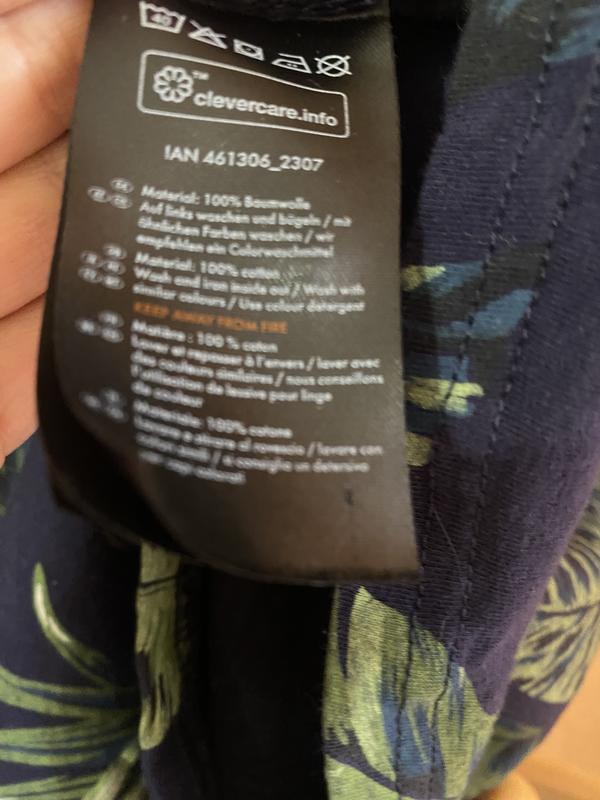 40
clevercare.info
TM
IAN 461306_2307
Material: 100% Baumwolle
Auf links waschen und bügeln / mit
ähnlichen Farben waschen / wir
empfehlen ein Colorwaschmittel
Material: 100% cotton
Wash and iron inside out / Wash with
similar colours / Use colour detergent
KEEP AWAY FROM FIRE
Matière : 100 % coton
Laver et repasser à l'envers / laver avec
des couleurs similaires / nous conseillons
l'utilisation de lessive pour linge
de couleur
Materiale: 100% cotone
Lavare e stirare al rovescio / lavare con
colori simili / si consiglia un detersivo
per capi colorati